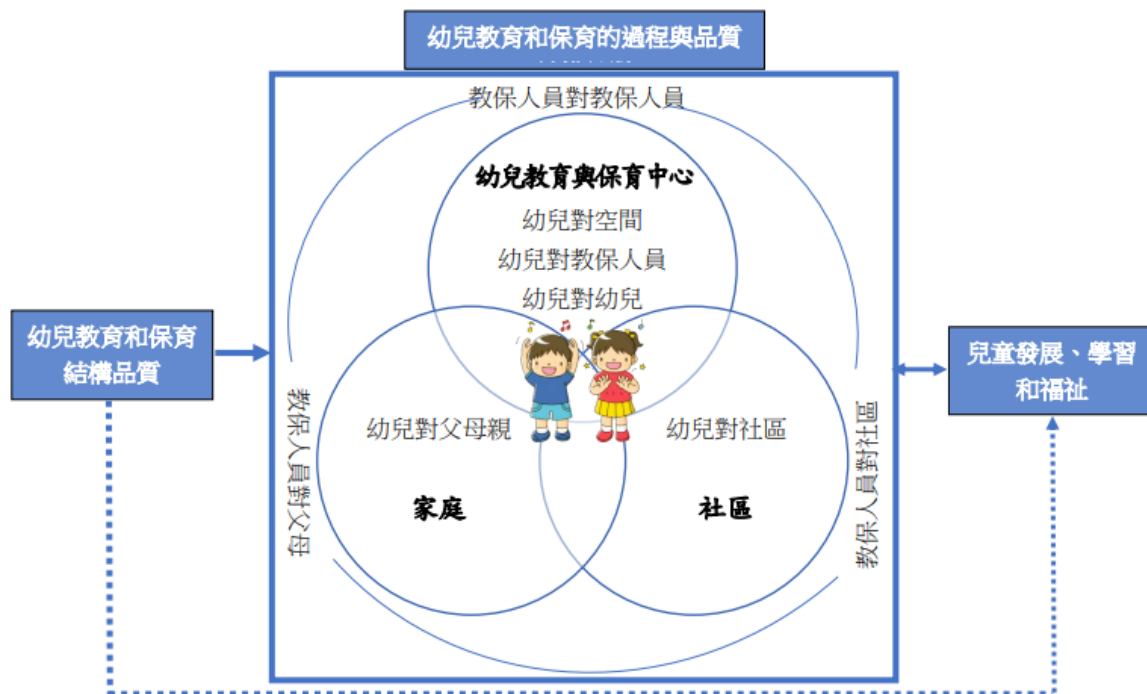 幼兒教育和保育的過程與品質
教保人員對教保人員
幼兒教育與保育中心
幼兒對空間
幼兒對教保人員
幼兒對幼兒
幼兒教育和保育
結構品質
兒童發展、學習
和福祉
教保人員對父母
幼兒對父母親
幼兒對社區
教保人員對社區
家庭
社區